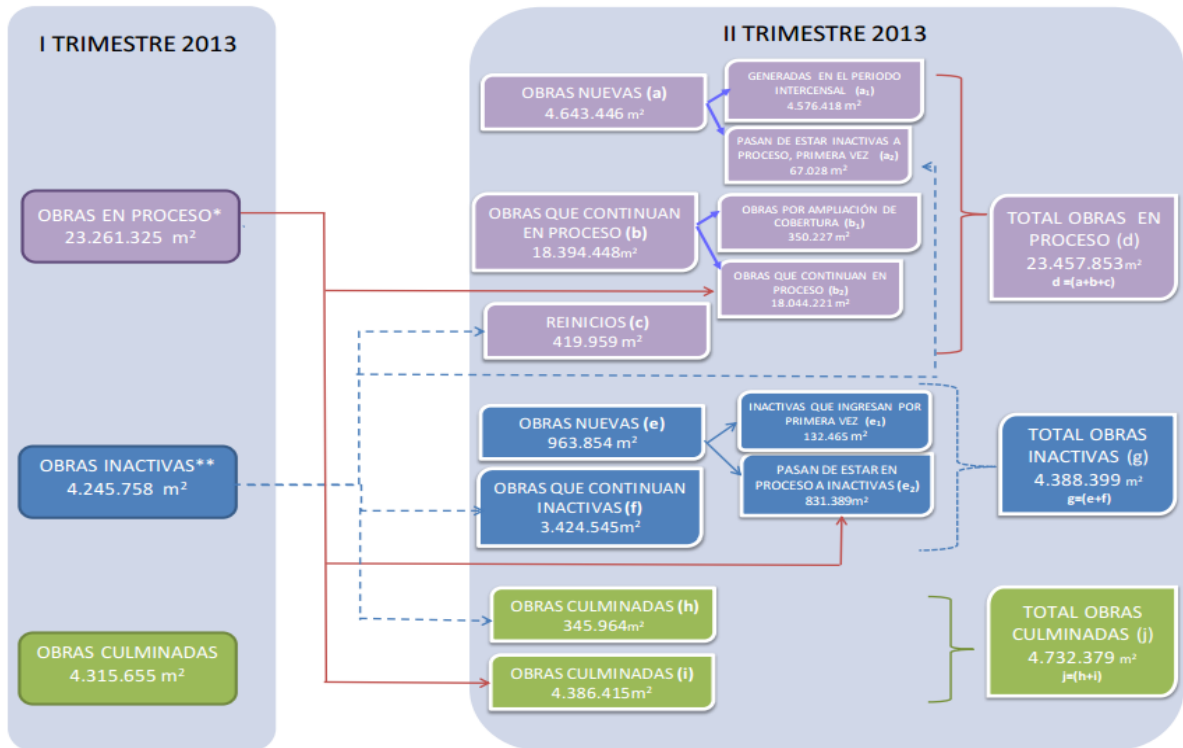 I TRIMESTRE 2013
OBRAS EN PROCESO*
23.261.325 m²
OBRAS INACTIVAS**
4.245.758 m²
OBRAS CULMINADAS
4.315.655 m²
II TRIMESTRE 2013
OBRAS NUEVAS (a)
4.643.446 m²
GENERADAS EN EL PERIODO
INTERCENSAL (a₁)
4.576.418 m²
PASAN DE ESTAR INACTIVAS A
PROCESO, PRIMERA VEZ (a₂)
67.028 m²
OBRAS QUE CONTINUAN
EN PROCESO (b)
18.394.448m²
OBRAS POR AMPLIACIÓN DE
COBERTURA (b₁)
350.227 m²
OBRAS QUE CONTINUAN EN
PROCESO (b₂)
18.044.221 m²
REINICIOS (c)
419.959 m²
TOTAL OBRAS EN
PROCESO (d)
23.457.853m²
d =(a+b+c)
OBRAS NUEVAS (e)
963.854 m²
INACTIVAS QUE INGRESAN POR
PRIMERA VEZ (e₁)
132.465 m²
PASAN DE ESTAR EN
PROCESO A INACTIVAS (e₂)
831.389m²
OBRAS QUE CONTINUAN
INACTIVAS (f)
3.424.545m²
TOTAL OBRAS
INACTIVAS (g)
4.388.399 m²
g=(e+f)
OBRAS CULMINADAS (h)
345.964m²
OBRAS CULMINADAS (i)
4.386.415m²
TOTAL OBRAS
CULMINADAS (j)
4.732.379 m²
j=(h+i)